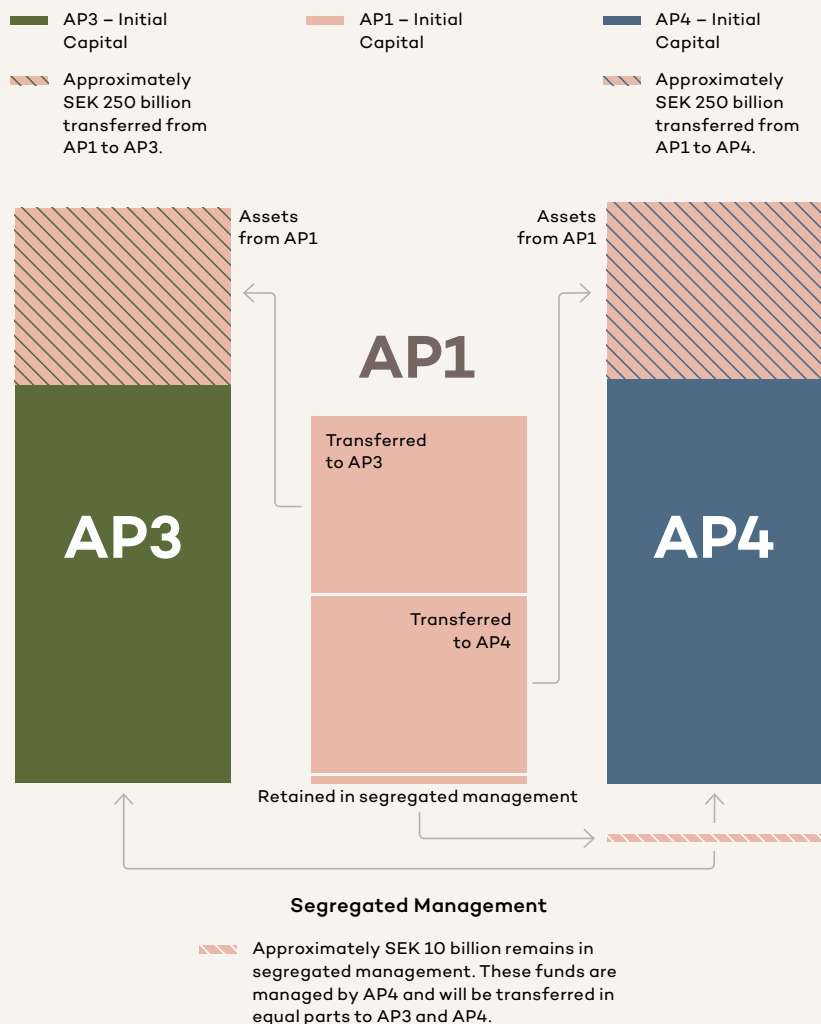 AP3 – Initial
Capital
AP1 – Initial
Capital
AP4 – Initial
Capital
Approximately
SEK 250 billion
transferred from
AP1 to AP3.
Approximately
SEK 250 billion
transferred from
AP1 to AP4.
Assets
from AP1
Assets
from AP1
AP1
Transferred
to AP3
AP3
AP4
Transferred
to AP4
Retained in segregated management
Segregated Management
Approximately SEK 10 billion remains in
segregated management. These funds are
managed by AP4 and will be transferred in
equal parts to AP3 and AP4.